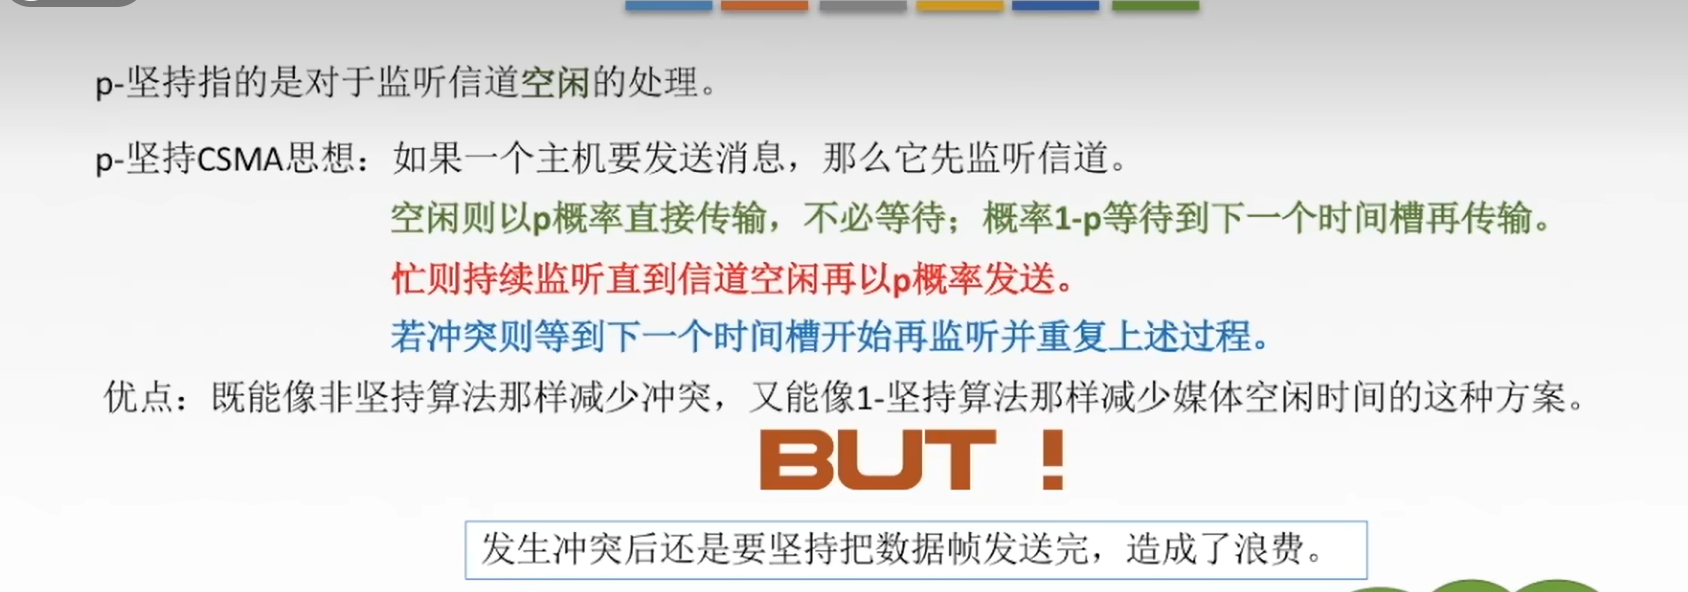 p-坚持指的是对于监听信道空闲的处理。
p-坚持CSMA思想：如果一个主机要发送消息，那么它先监听信道。
空闲则以p概率直接传输，不必等待；概率1-p等待到下一个时间槽再传输。
忙则持续监听直到信道空闲再以p概率发送。
若冲突则等到下一个时间槽开始再监听并重复上述过程。
优点：既能像非坚持算法那样减少冲突，又能像1-坚持算法那样减少媒体空闲时间的这种方案。
BUT！
发生冲突后还是要坚持把数据帧发送完，造成了浪费。